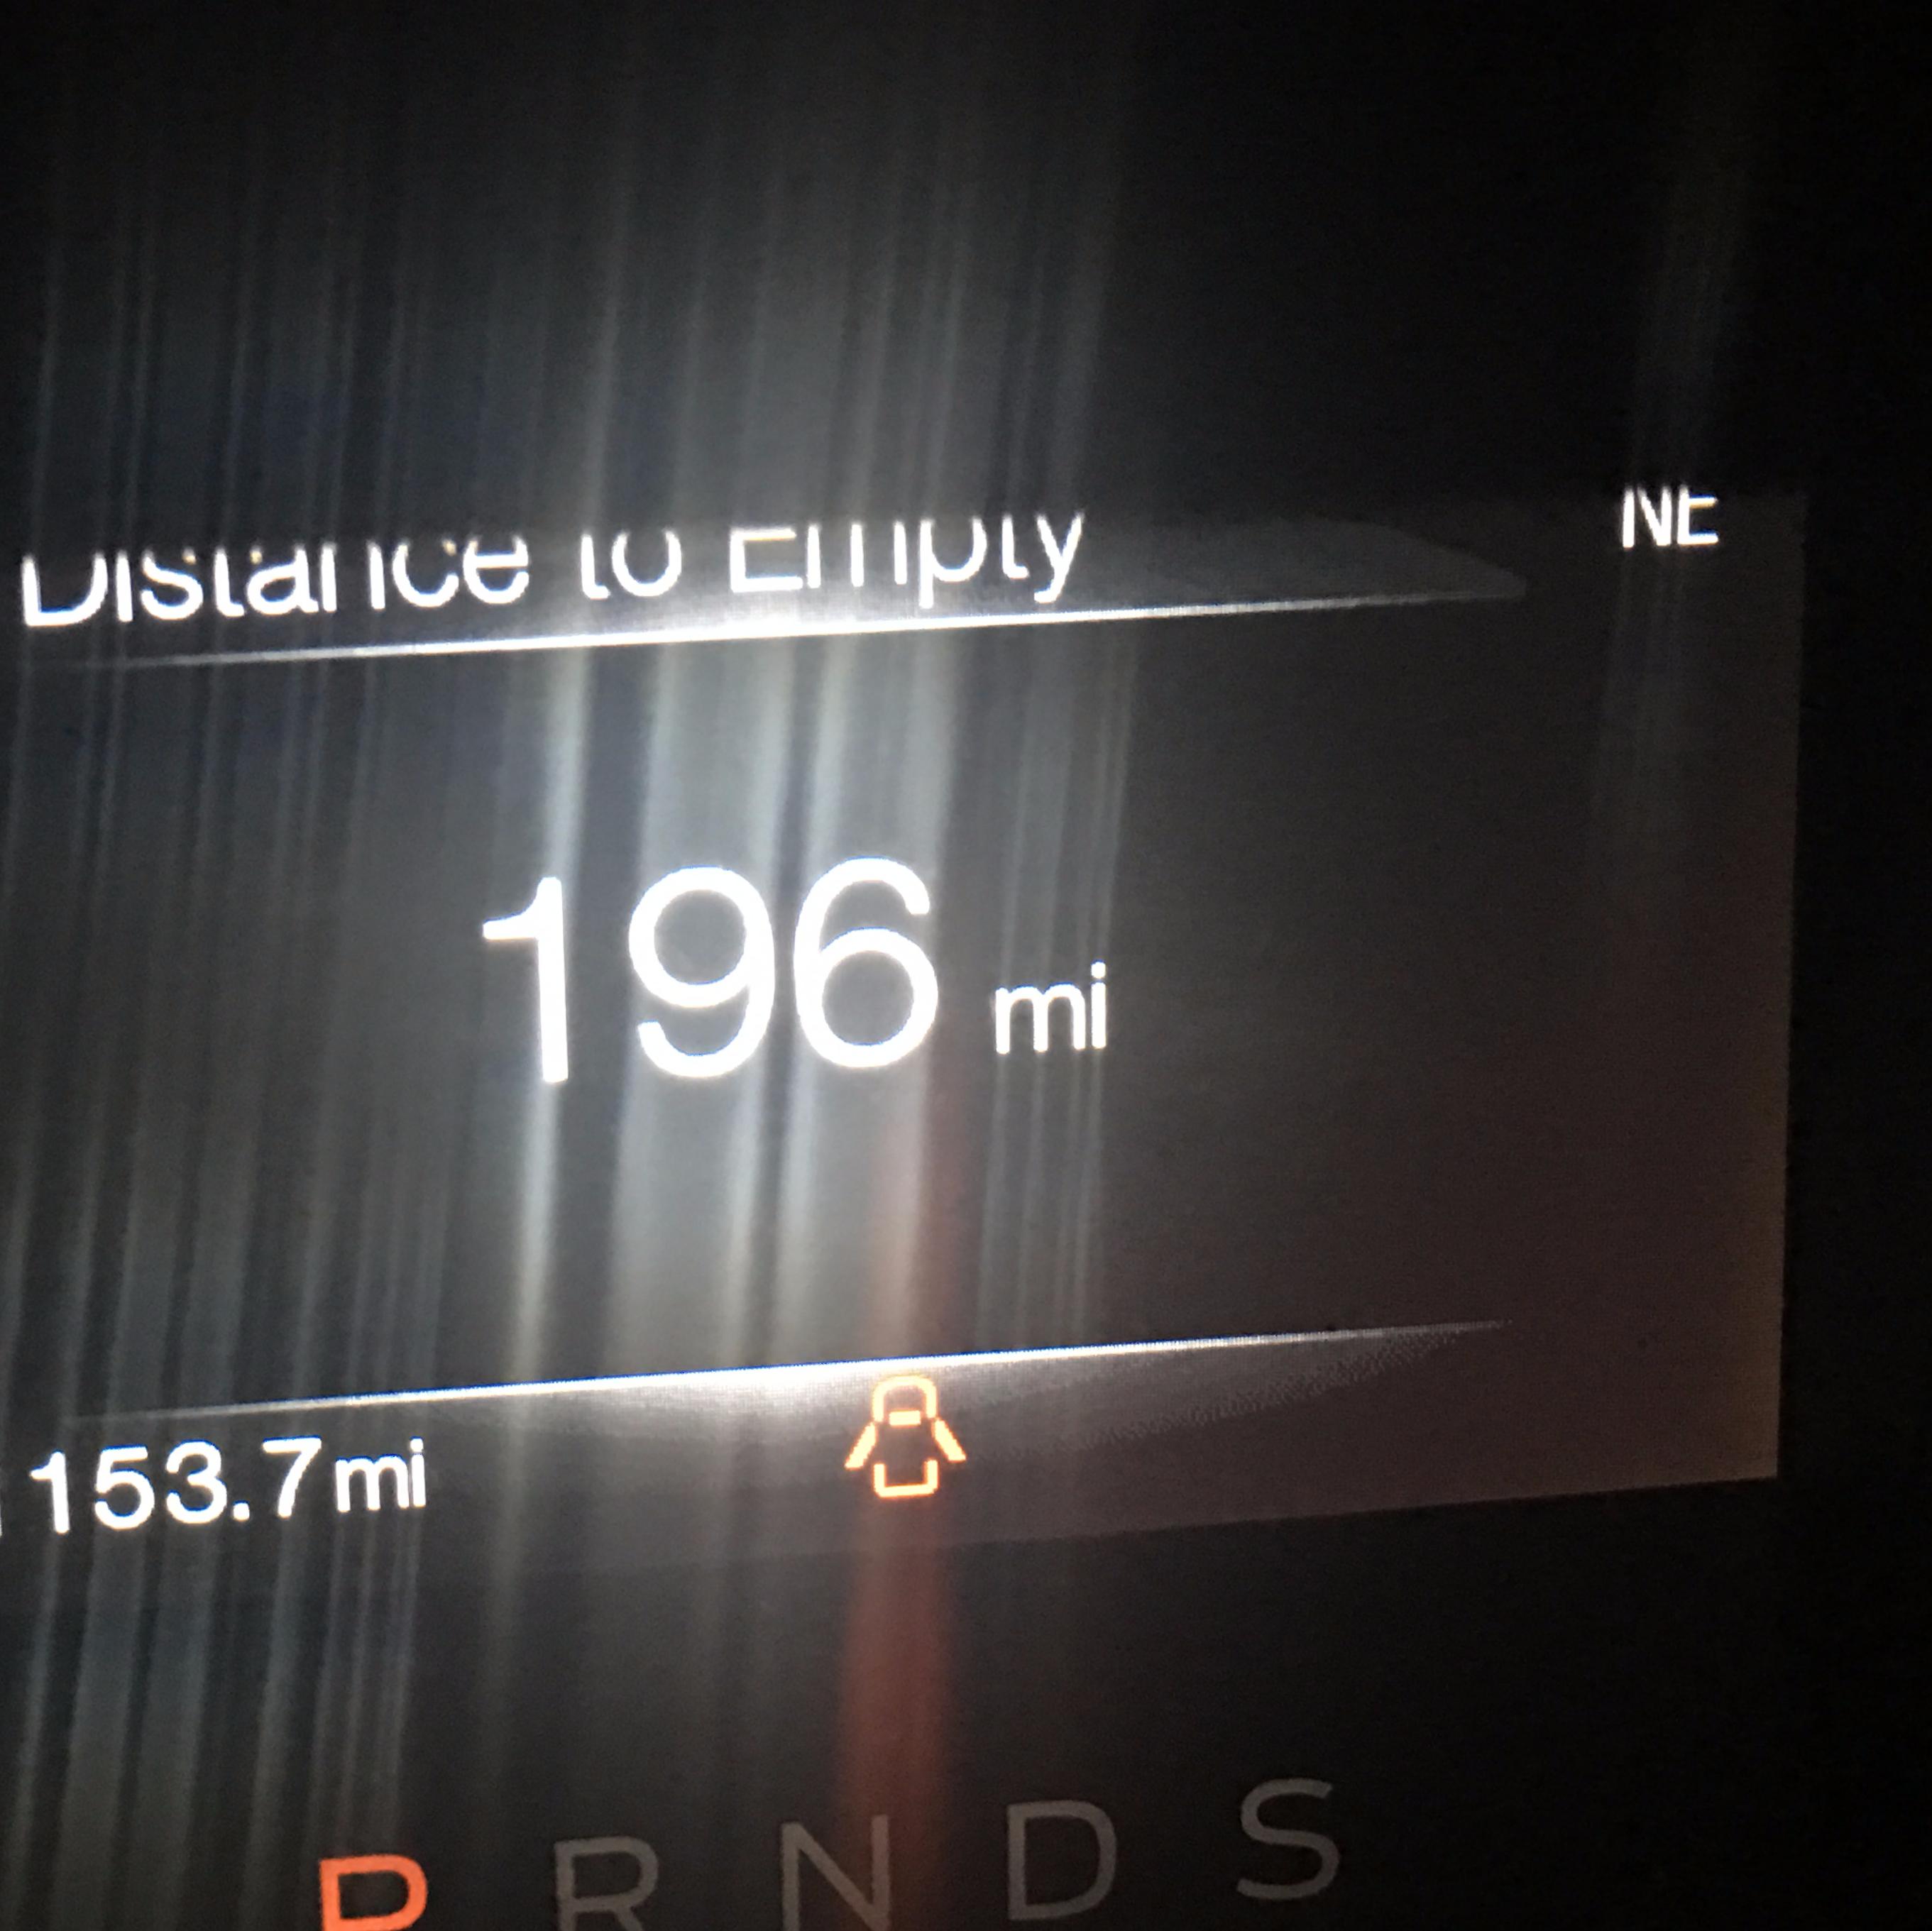 NE
Distance to Empty
196 mi
153.7 mi
P R N D S